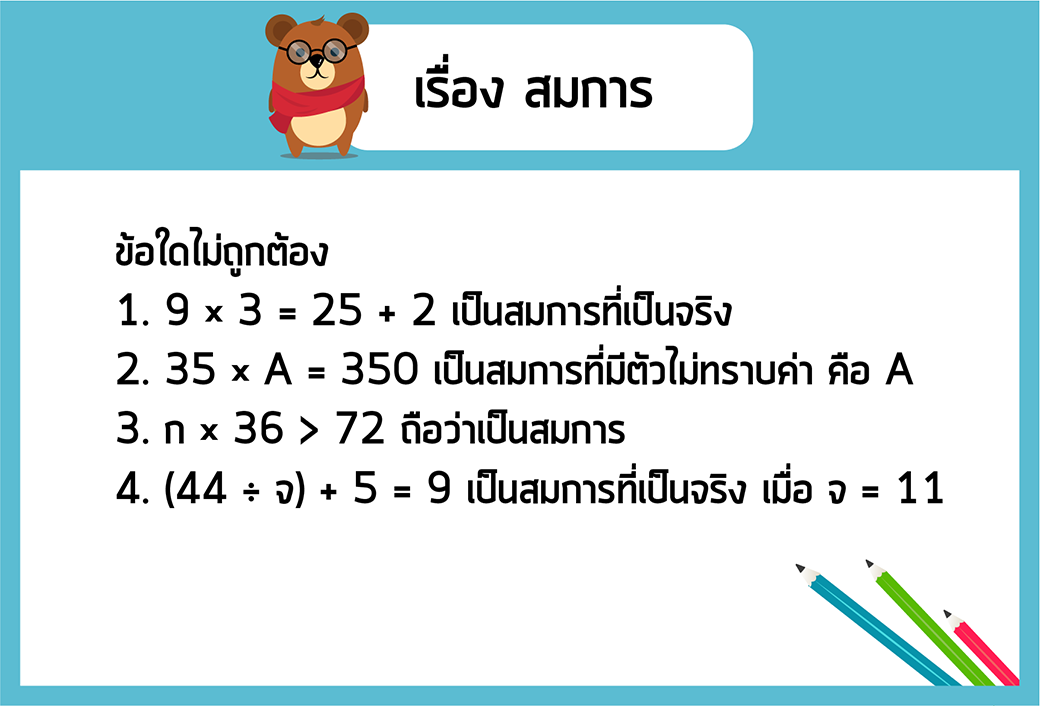 เรื่อง สมการ
ข้อใดไม่ถูกต้อง
1. 9 × 3 = 25 + 2 เป็นสมการที่เป็นจริง
2. 35 × A = 350 เป็นสมการที่มีตัวไม่ทราบค่า คือ A
3. ก × 36 > 72 ถือว่าเป็นสมการ
4. (44 ÷ จ) + 5 = 9 เป็นสมการที่เป็นจริง เมื่อ จ = 11